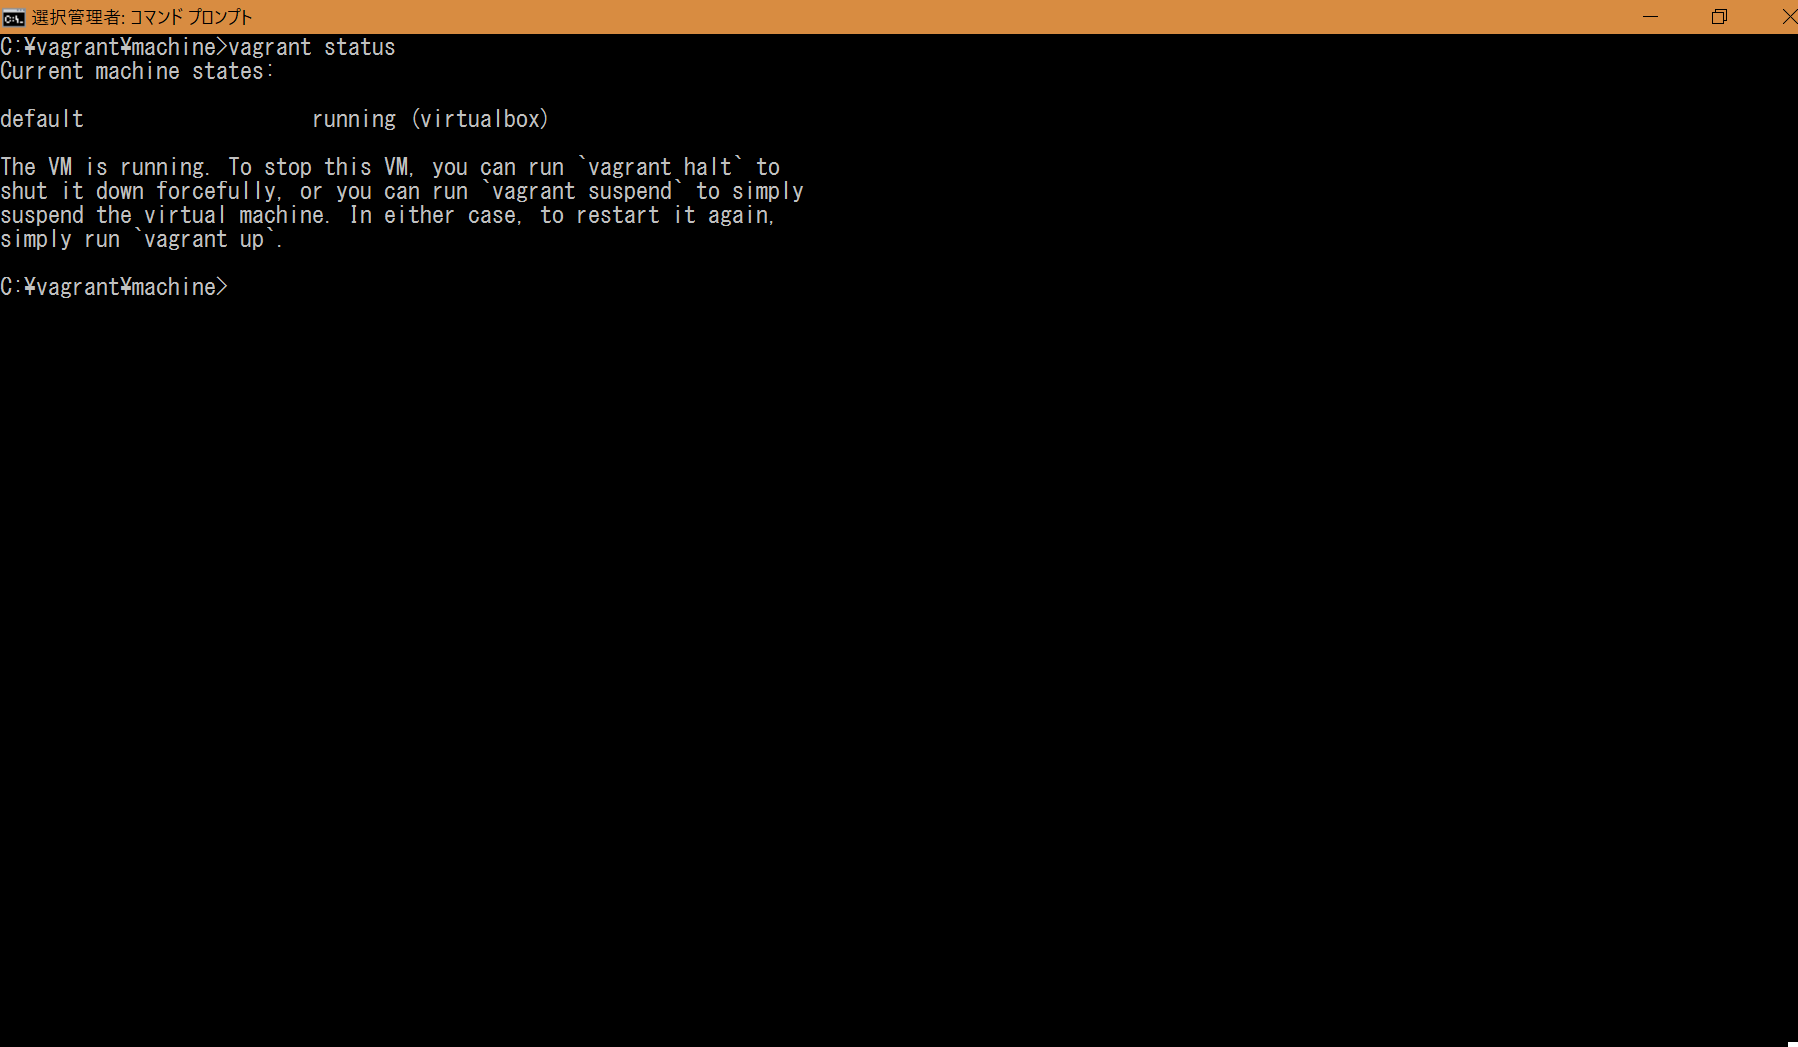 選択管理者: コマンド プロンプト
C:¥vagrant¥machine>vagrant status
Current machine states:
default                   running (virtualbox)
The VM is running. To stop this VM, you can run `vagrant halt` to
shut it down forcefully, or you can run `vagrant suspend` to simply
suspend the virtual machine. In either case, to restart it again,
simply run `vagrant up`.
C:¥vagrant¥machine>